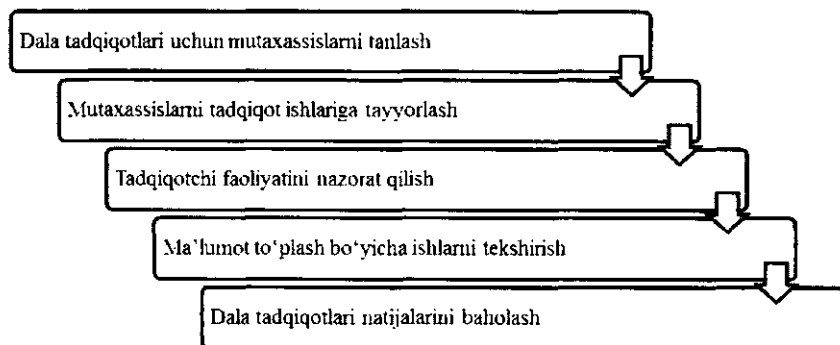 Dala tadqiqotlari uchun mutaxassislarni tanlash
Mutaxassislarni tadqiqot ishlariga tayyorlash
Tadqiqotchi faoliyatini nazorat qilish
Ma’lumot to‘plash bo‘yicha ishlarni tekshirish
Dala tadqiqotlari natijalarini baholash